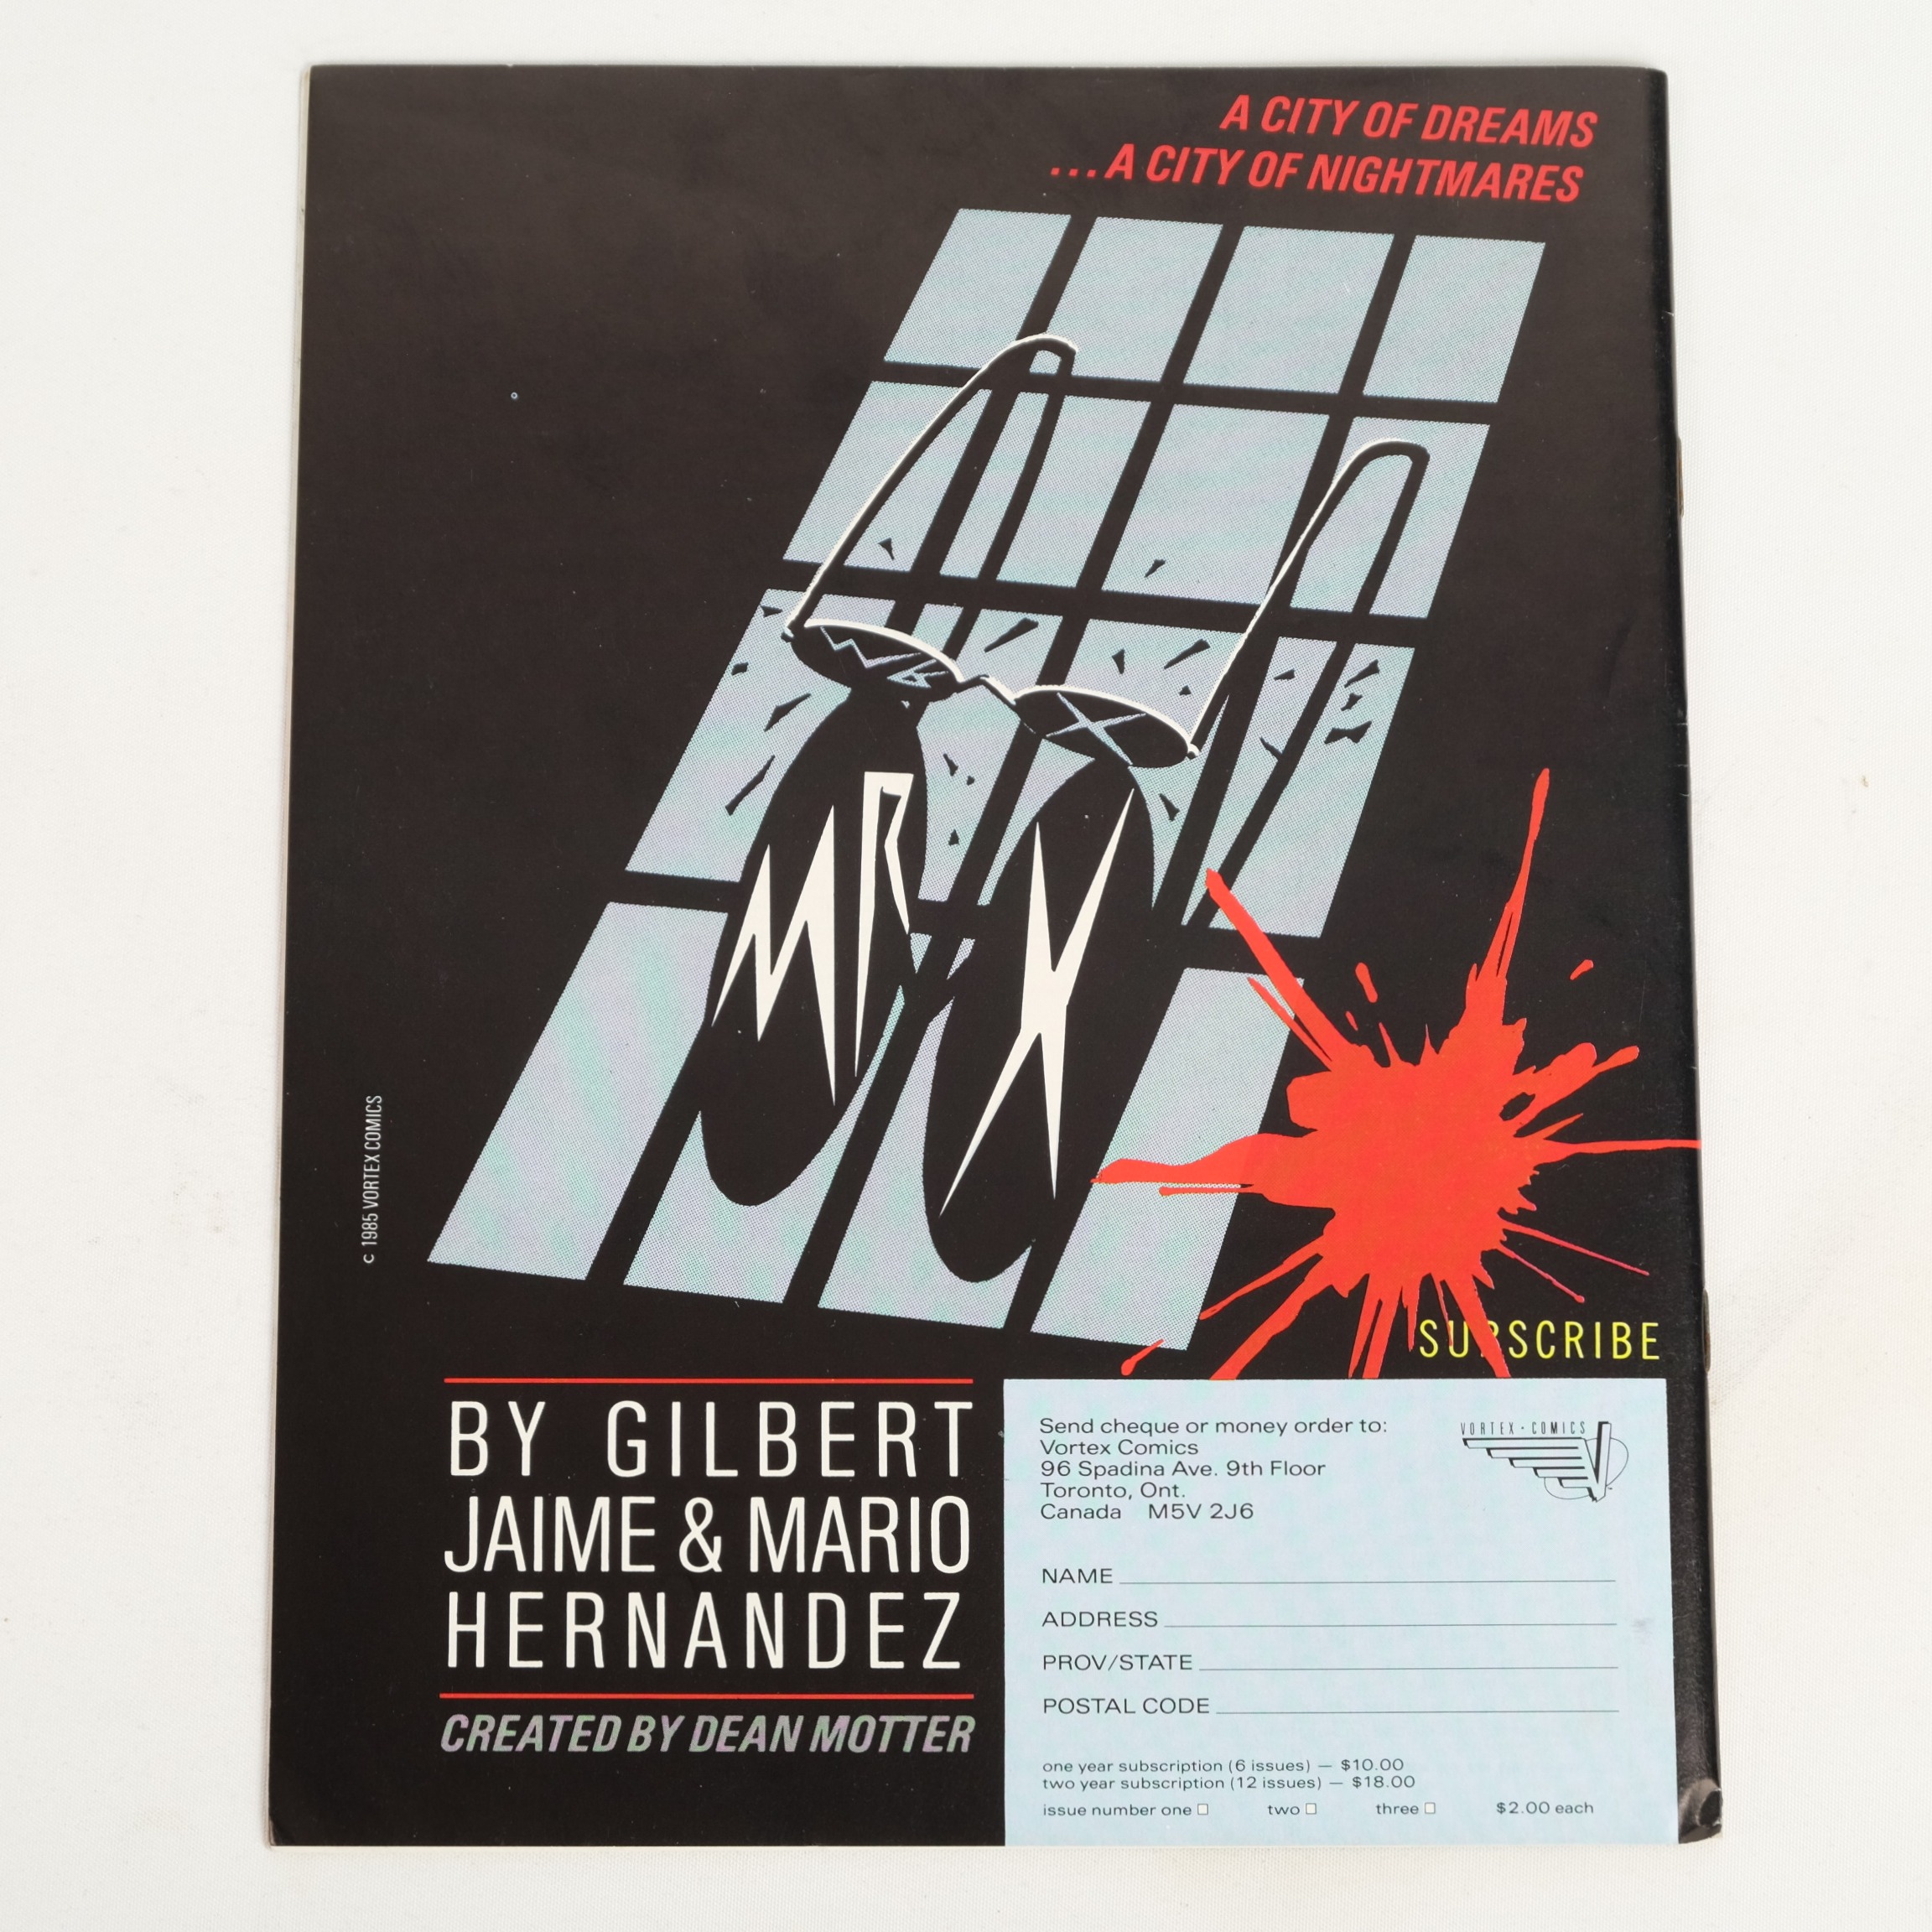 A CITY OF DREAMS
...A CITY OF NIGHTMARES
MR X
c 1985 VORTEX COMICS
SUBSCRIBE
BY GILBERT
JAIME & MARIO
HERNANDEZ
CREATED BY DEAN MOTTER
Send cheque or money order to:
Vortex Comics
96 Spadina Ave. 9th Floor
Toronto, Ont.
Canada M5V 2J6
VORTEX • COMICS
NAME
ADDRESS
PROV/STATE
POSTAL CODE
one year subscription (6 issues) — $10.00
two year subscription (12 issues) — $18.00
issue number one □ two □ three □ $2.00 each